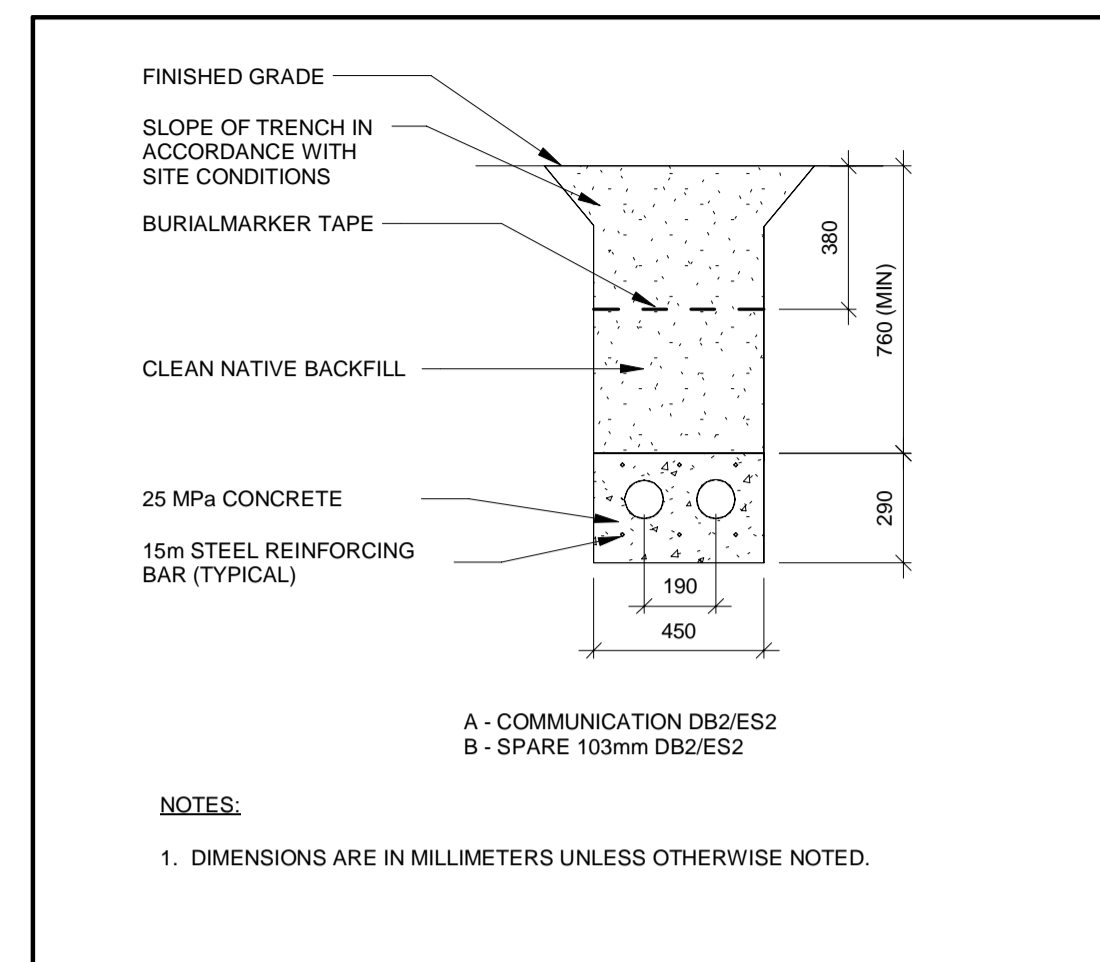 FINISHED GRADE
SLOPE OF TRENCH IN
ACCORDANCE WITH
SITE CONDITIONS
BURIALMARKER TAPE
380
760 (MIN)
CLEAN NATIVE BACKFILL
25 MPa CONCRETE
290
15m STEEL REINFORCING
BAR (TYPICAL)
190
450
A - COMMUNICATION DB2/ES2
B - SPARE 103mm DB2/ES2
NOTES:
1. DIMENSIONS ARE IN MILLIMETERS UNLESS OTHERWISE NOTED.